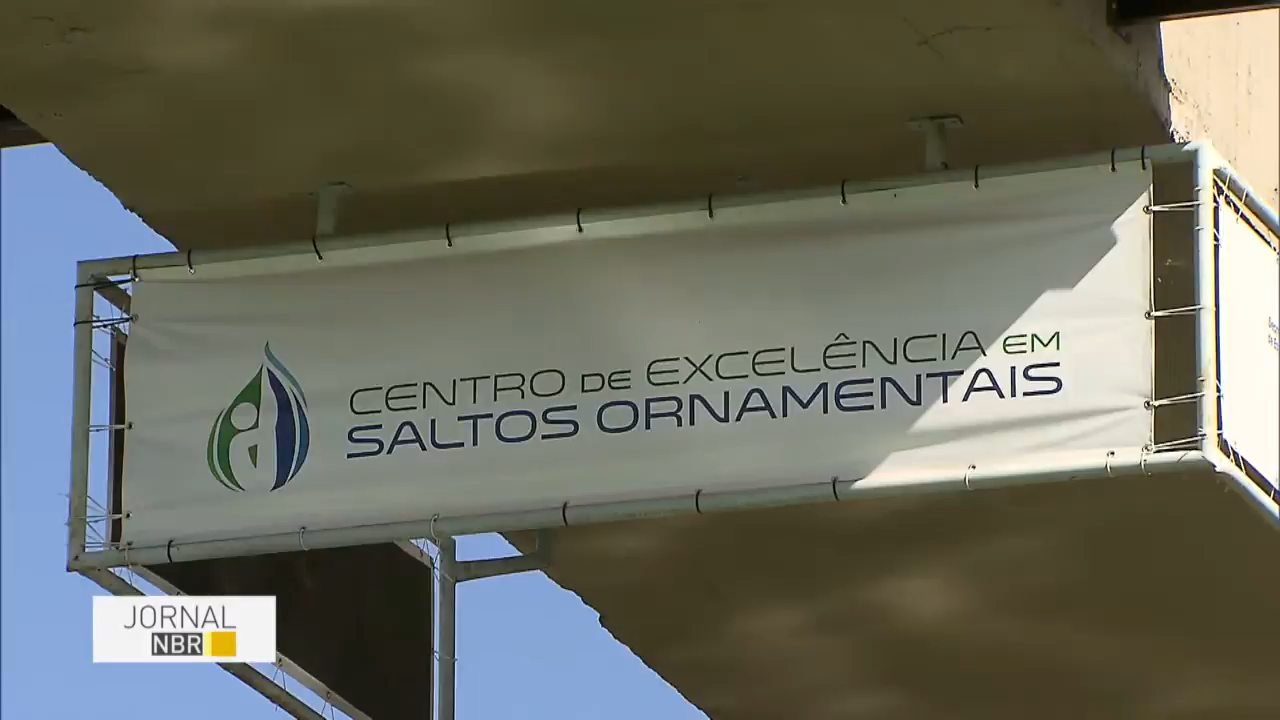 CENTRO DE EXCELÊNCIA EM
SALTOS ORNAMENTAIS
JORNAL
NBR